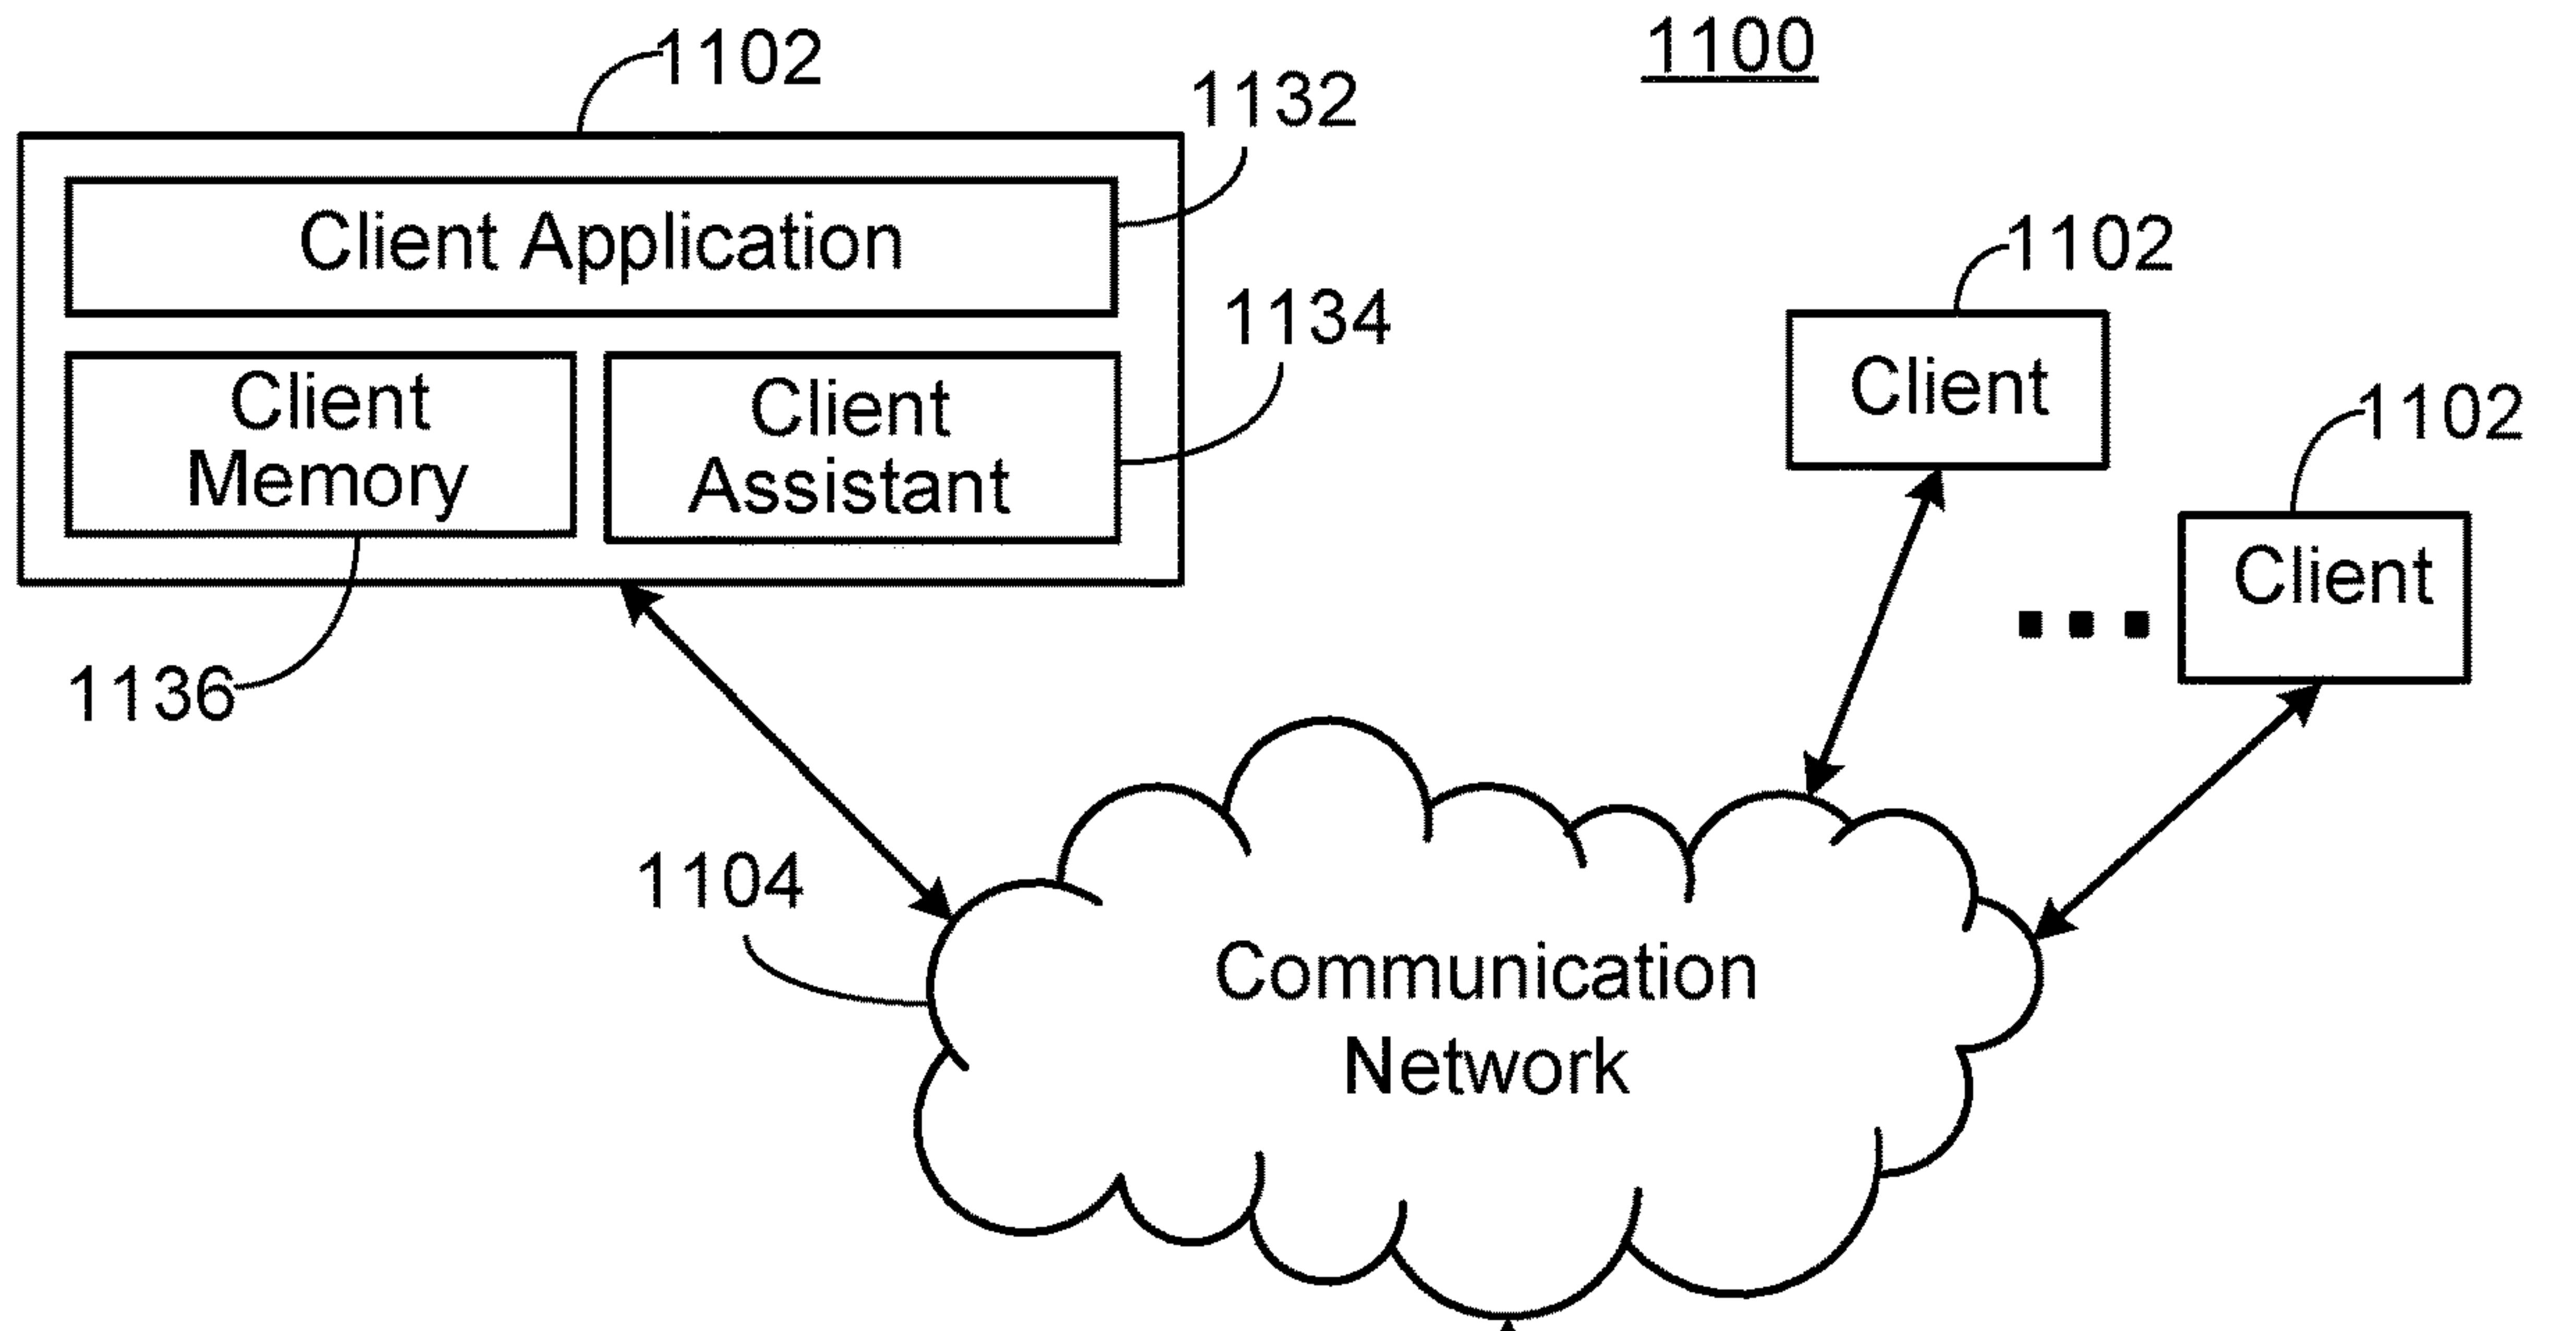 1100
1102
1132
Client Application
1134
Client
Memory
Client
Assistant
1136
1102
Client
1102
Client
1104
Communication
Network